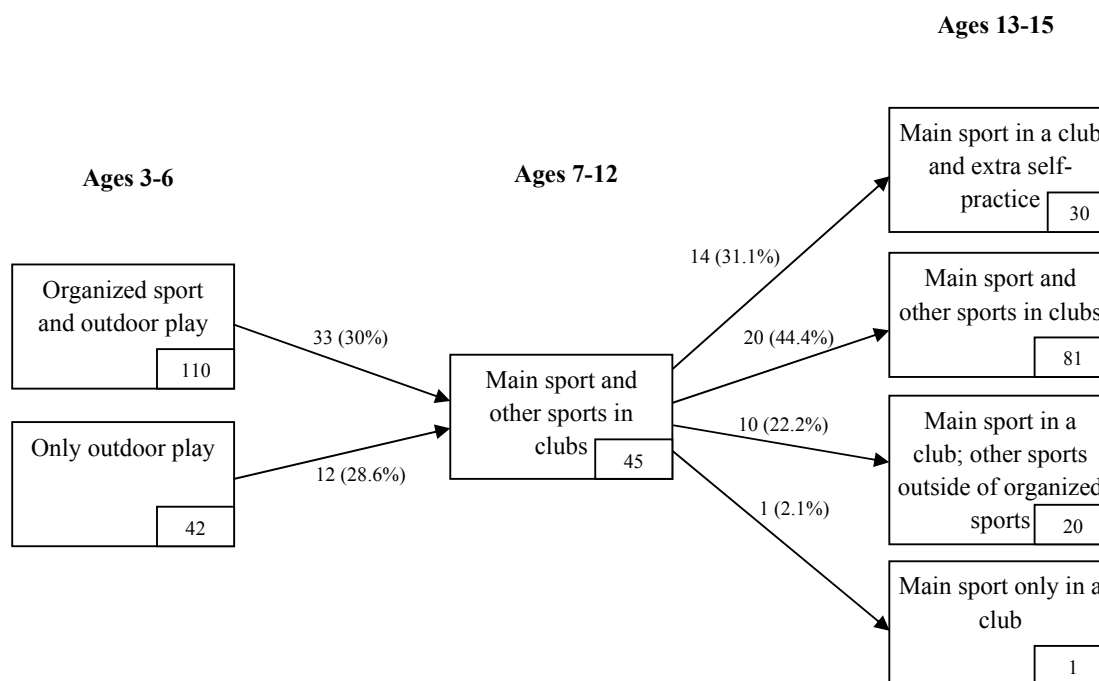 Ages 13-15
Ages 3-6
Ages 7-12
Organized sport
and outdoor play
110
Only outdoor play
42
33 (30%)
12 (28.6%)
Main sport and
other sports in
clubs
45
14 (31.1%)
20 (44.4%)
10 (22.2%)
1 (2.1%)
Main sport in a club
and extra self-
practice
30
Main sport and
other sports in clubs
81
Main sport in a
club; other sports
outside of organized
sports
20
Main sport only in a
club
1